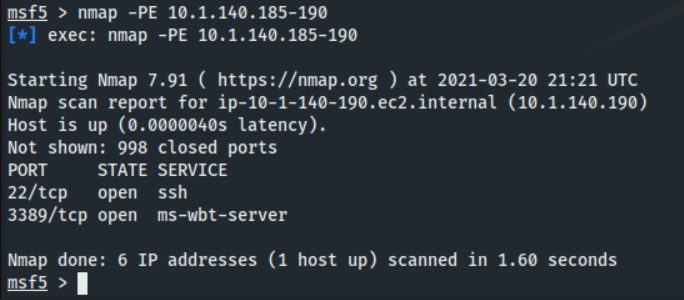 msf5 > nmap -PE 10.1.140.185-190
[*] exec: nmap -PE 10.1.140.185-190
Starting Nmap 7.91 ( https://nmap.org ) at 2021-03-20 21:21 UTC
Nmap scan report for ip-10-1-140-190.ec2.internal (10.1.140.190)
Host is up (0.0000040s latency).
Not shown: 998 closed ports
PORT     STATE SERVICE
22/tcp   open  ssh
3389/tcp open  ms-wbt-server
Nmap done: 6 IP addresses (1 host up) scanned in 1.60 seconds
msf5 >